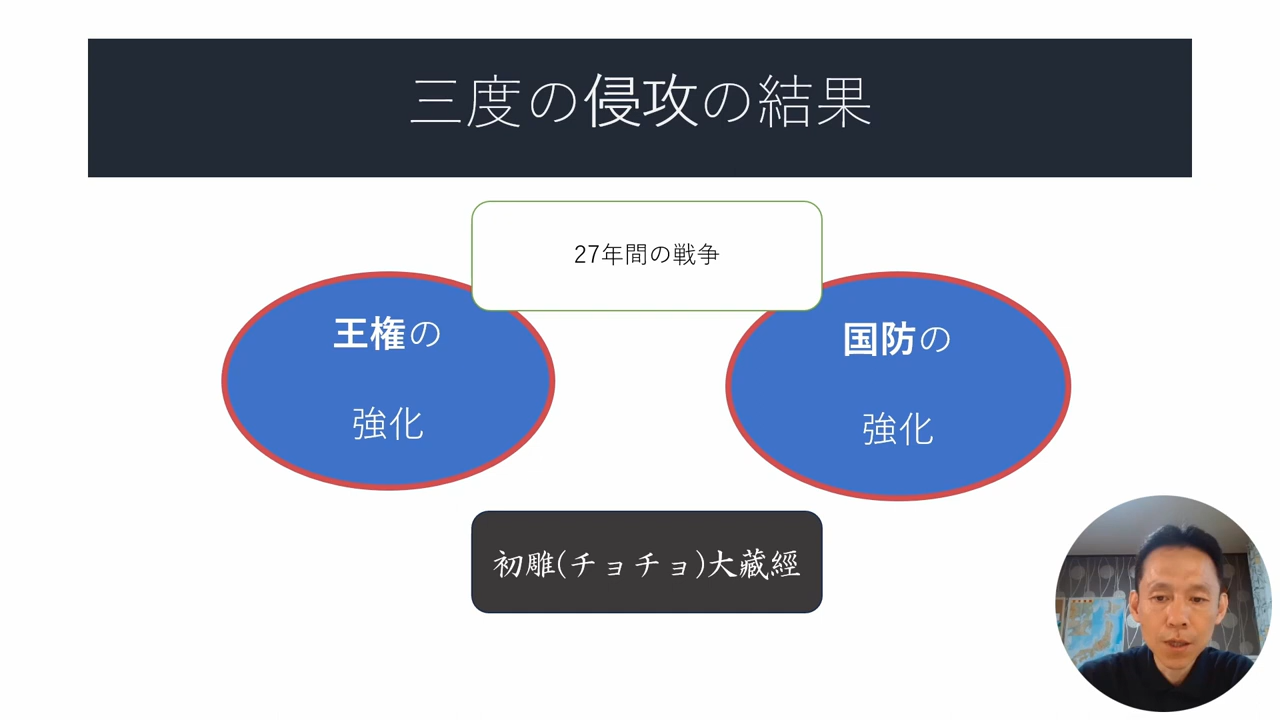 三度の侵攻の結果
27年間の戦争
王権の
強化
国防の
強化
初雕(チョチョ)大藏經